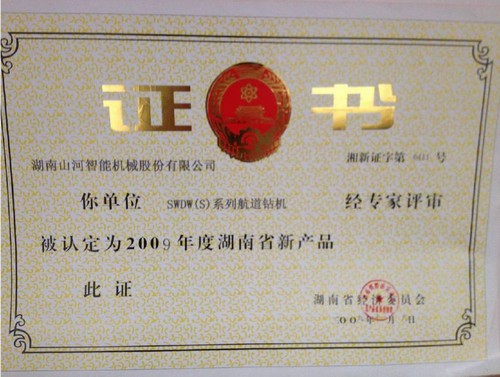 证书
湖南山河智能机械股份有限公司
湘新证字第 号
你单位 SWDW(S)系列航道钻机 经专家评审
被认定为2009年度湖南省新产品
此证
湖南省经济委员会